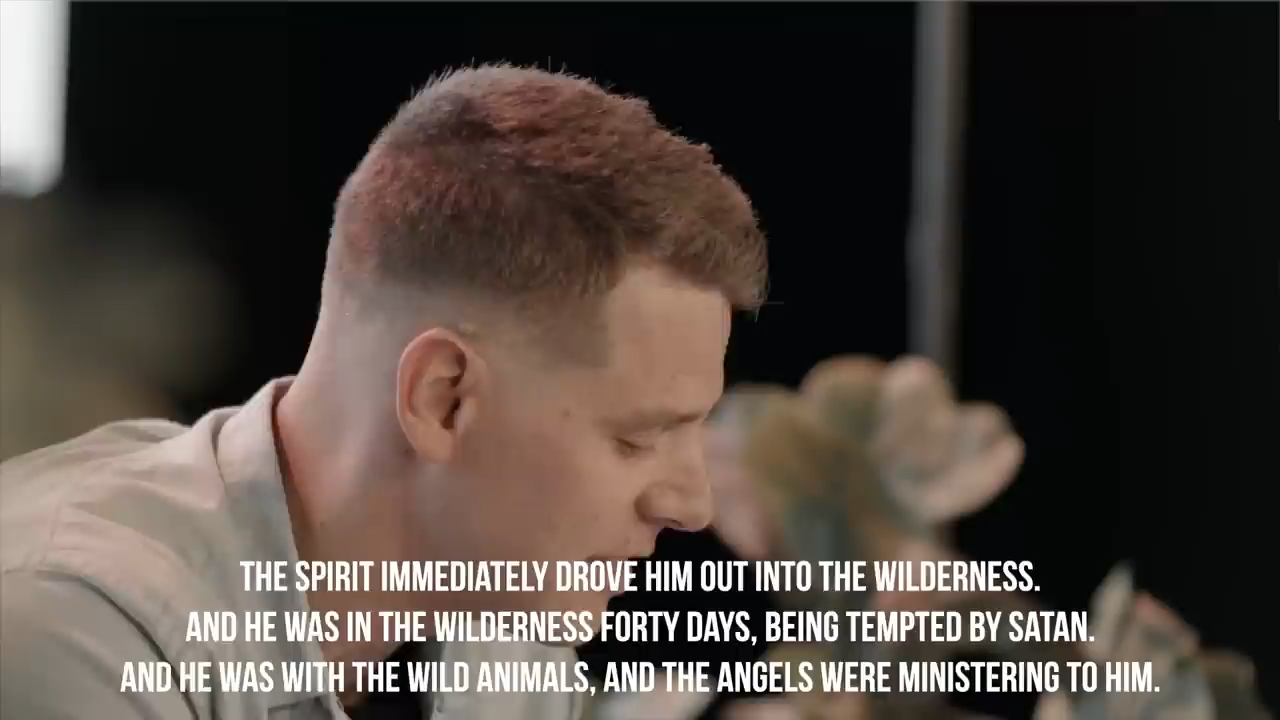 THE SPIRIT IMMEDIATELY DROVE HIM OUT INTO THE WILDERNESS.
AND HE WAS IN THE WILDERNESS FORTY DAYS, BEING TEMPTED BY SATAN.
AND HE WAS WITH THE WILD ANIMALS, AND THE ANGELS WERE MINISTERING TO HIM.